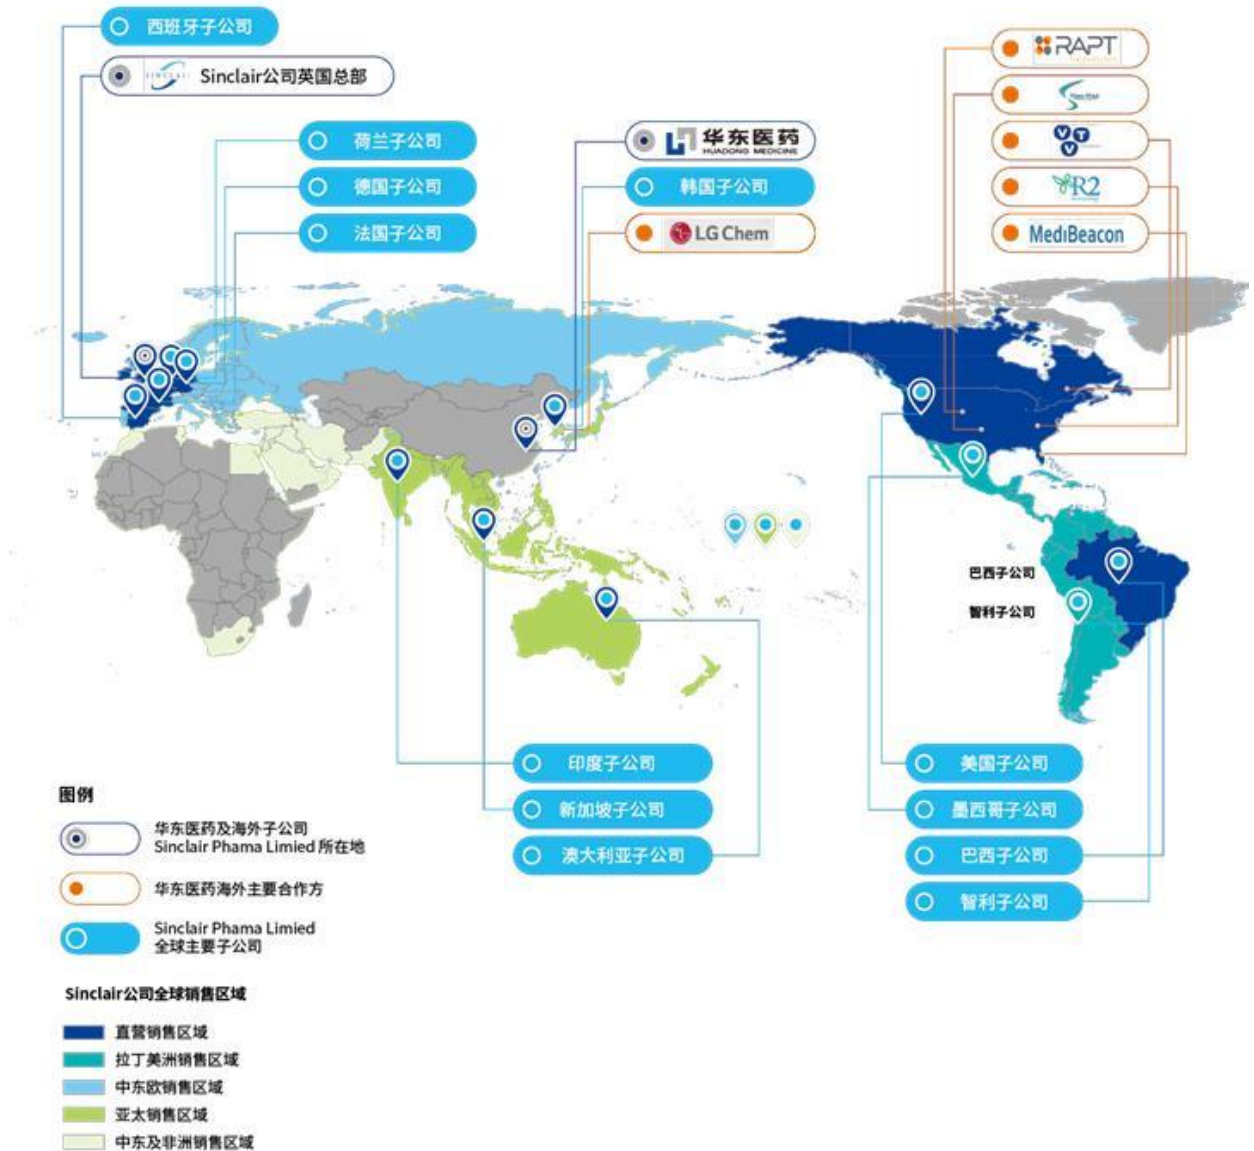 西班牙子公司
SINCLAIR
Sinclair公司英国总部
荷兰子公司
德国子公司
法国子公司
华东医药
HUADONG MEDICINE
韩国子公司
LG Chem
RAPT
V T V
R2
MediBeacon
巴西子公司
智利子公司
印度子公司
新加坡子公司
澳大利亚子公司
美国子公司
墨西哥子公司
巴西子公司
智利子公司
图例
华东医药及海外子公司
Sinclair Phama Limied 所在地
华东医药海外主要合作方
Sinclair Phama Limied
全球主要子公司
Sinclair公司全球销售区域
直营销售区域
拉丁美洲销售区域
中东欧销售区域
亚太销售区域
中东及非洲销售区域